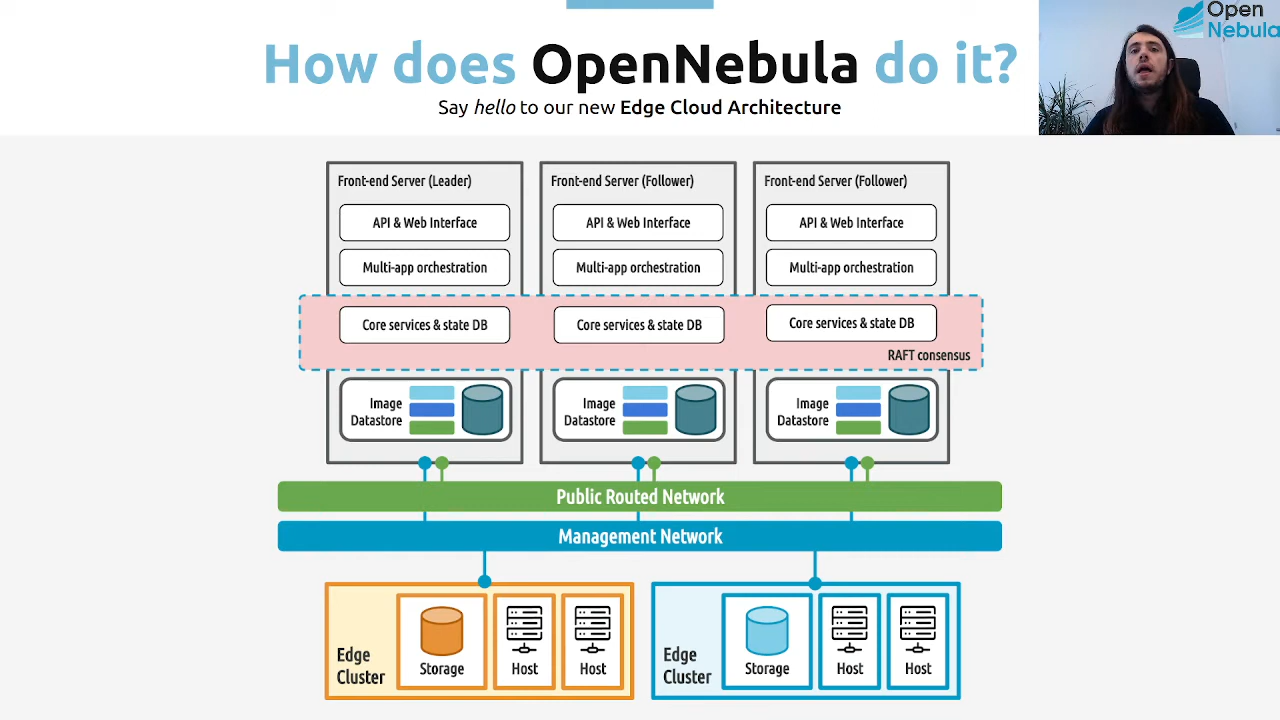 How does OpenNebula do it?
Say hello to our new Edge Cloud Architecture
Open
Nebula
Front-end Server (Leader)
API & Web Interface
Multi-app orchestration
Core services & state DB
Image
Datastore
Front-end Server (Follower)
API & Web Interface
Multi-app orchestration
Core services & state DB
Image
Datastore
Front-end Server (Follower)
API & Web Interface
Multi-app orchestration
Core services & state DB
RAFT consensus
Image
Datastore
Public Routed Network
Management Network
Edge
Cluster
Storage
Host
Host
Edge
Cluster
Storage
Host
Host